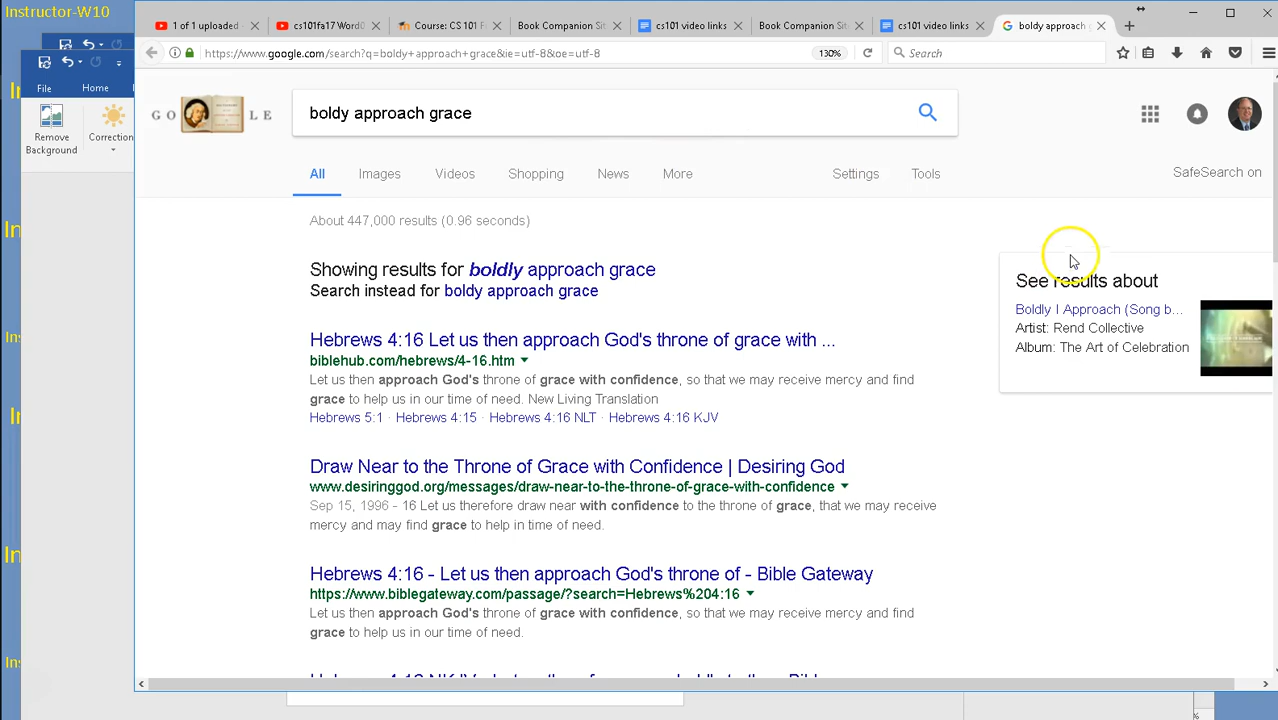 Instructor-W10
File Home
Remove
Background
Correction
1 of 1 uploaded -
cs101fa17 Word
Course: CS 101 F
Book Companion Sit
cs101 video links
Book Companion Sit
cs101 video links
boldy approach
https://www.google.com/search?q=boldy+approach+grace&ie=utf-8&oe=utf-8
130%
Search
G O L E
boldy approach grace
All Images Videos Shopping News More Settings Tools
SafeSearch on
About 447,000 results (0.96 seconds)
Showing results for boldly approach grace
Search instead for boldy approach grace
Hebrews 4:16 Let us then approach God's throne of grace with ...
biblehub.com/hebrews/4-16.htm
Let us then approach God's throne of grace with confidence, so that we may receive mercy and find
grace to help us in our time of need. New Living Translation
Hebrews 5:1 · Hebrews 4:15 · Hebrews 4:16 NLT · Hebrews 4:16 KJV
Draw Near to the Throne of Grace with Confidence | Desiring God
www.desiringgod.org/messages/draw-near-to-the-throne-of-grace-with-confidence
Sep 15, 1996 - 16 Let us therefore draw near with confidence to the throne of grace, that we may receive
mercy and may find grace to help in time of need.
Hebrews 4:16 - Let us then approach God's throne of - Bible Gateway
https://www.biblegateway.com/passage/?search=Hebrews%204:16
Let us then approach God's throne of grace with confidence, so that we may receive mercy and find
grace to help us in our time of need.
See results about
Boldly I Approach (Song b...
Artist: Rend Collective
Album: The Art of Celebration